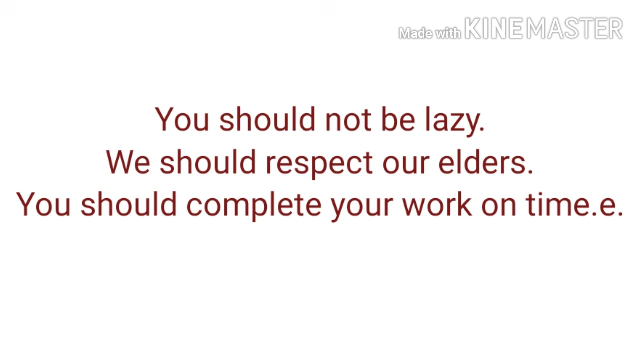 Made with KINEMASTER
You should not be lazy.
We should respect our elders.
You should complete your work on time.e.